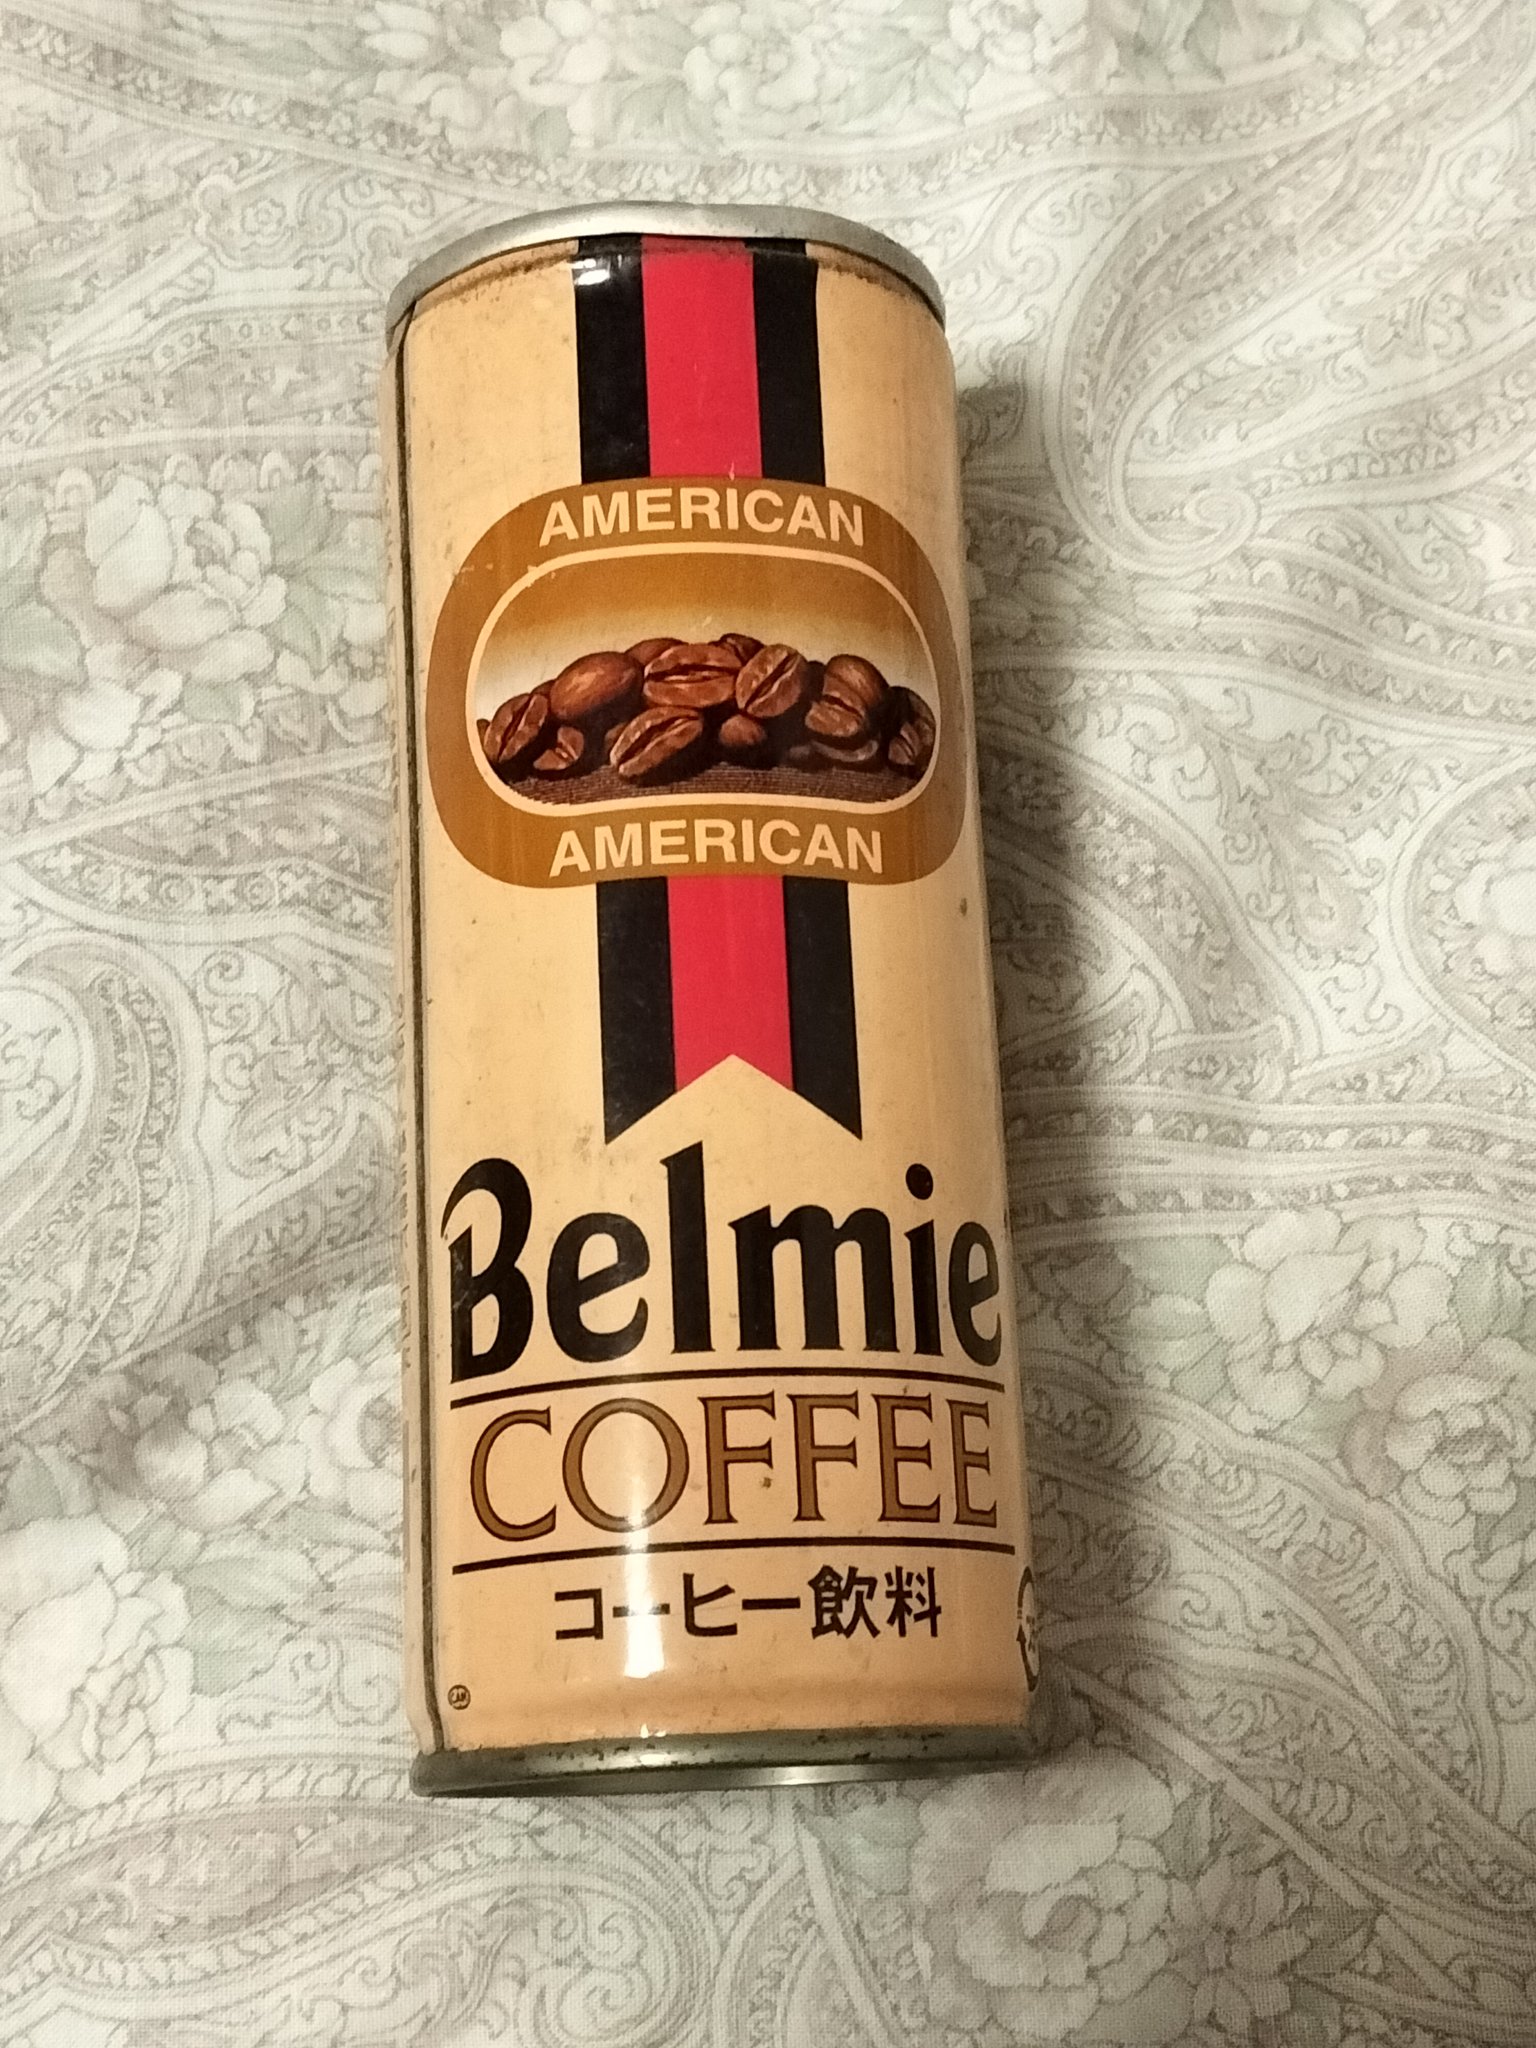 AMERICAN
AMERICAN
Belmie
COFFEE
コーヒー飲料